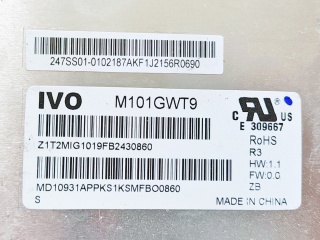 247SS01-0102187AKF1J2156R0690
IVO M101GWT9
C US
E 309667
Z1T2MIG1019FB2430860
RoHS
R3
HW:1.1
FW:0.0
MD10931APPKS1KSMFBO0860
ZB
S
MADE IN CHINA